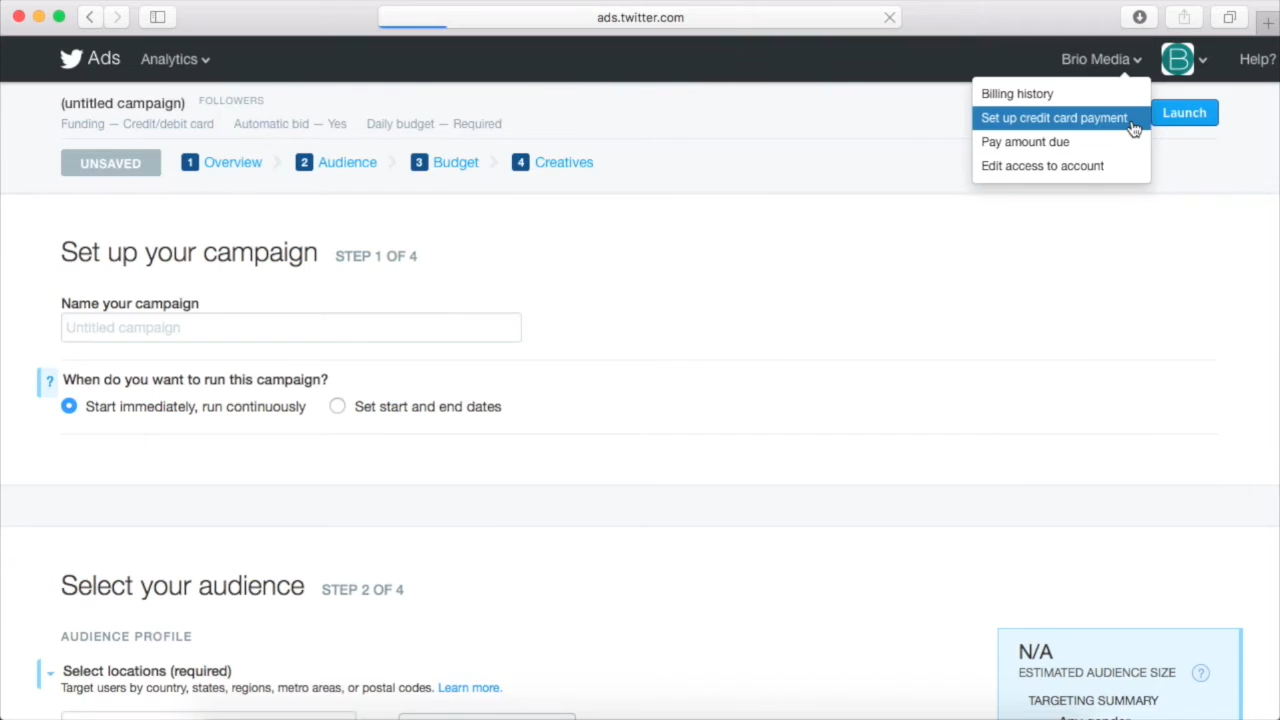 ads.twitter.com
Ads Analytics Brio Media B Help?
(untitled campaign) FOLLOWERS
Funding — Credit/debit card Automatic bid — Yes Daily budget — Required
Billing history
Set up credit card payment
Pay amount due
Edit access to account
Launch
UNSAVED 1 Overview 2 Audience 3 Budget 4 Creatives
Set up your campaign STEP 1 OF 4
Name your campaign
Untitled campaign
? When do you want to run this campaign?
Start immediately, run continuously Set start and end dates
Select your audience STEP 2 OF 4
AUDIENCE PROFILE
Select locations (required)
Target users by country, states, regions, metro areas, or postal codes. Learn more.
N/A
ESTIMATED AUDIENCE SIZE ?
TARGETING SUMMARY
Any gender